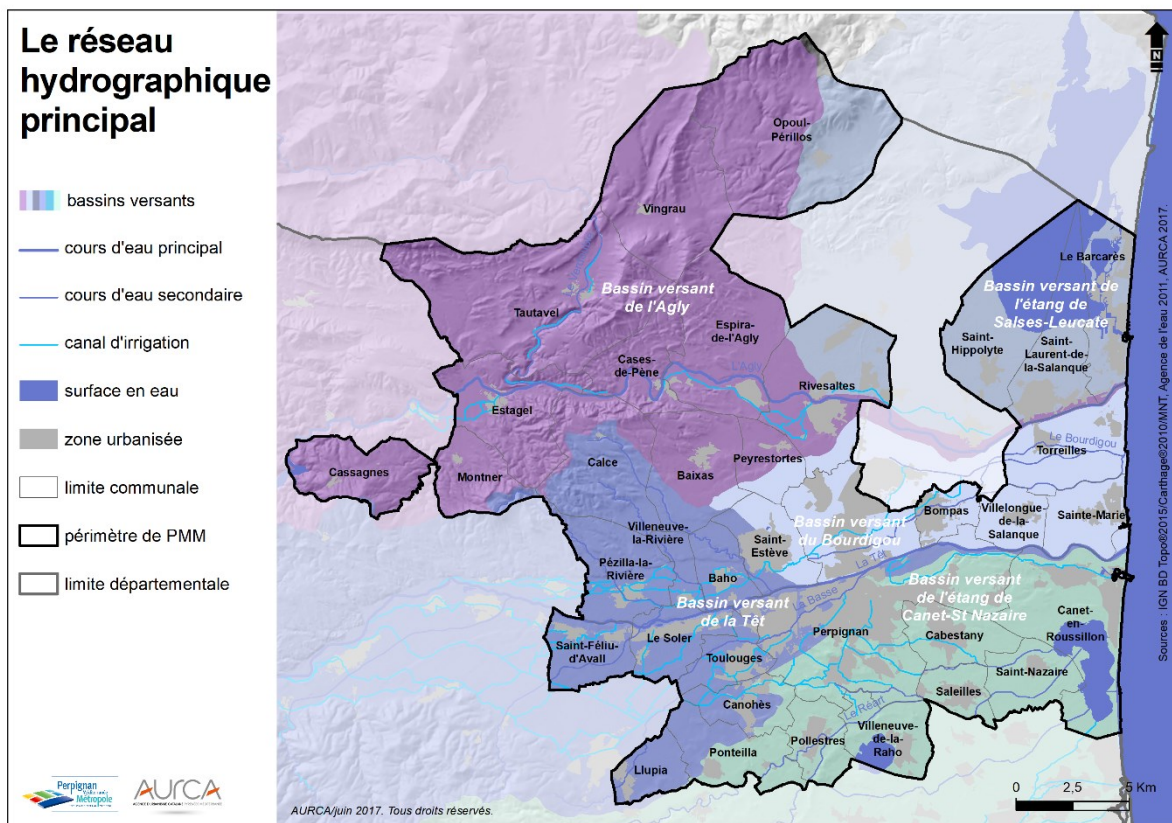 Le réseau
hydrographique
principal
bassins versants
cours d'eau principal
cours d'eau secondaire
canal d'irrigation
surface en eau
zone urbanisée
limite communale
périmètre de PMM
limite départementale
Perpignan
Méditerranée
Métropole
AURCA
AURCA/juin 2017. Tous droits réservés.
N
Opoul-
Périllos
Vingrau
Bassin versant
de l'Agly
Tautavel
Espira-
de-l'Agly
Cases-
de-Pène
L'Agly
Rivesaltes
Estagel
Cassagnes
Montner
Calce
Baixas
Peyrestortes
Le Barcarès
Bassin versant de
l'étang de
Salses-Leucate
Saint-
Hippolyte
Saint-
Laurent-de-
la-Salanque
Le Bourdigou
Torreilles
Bompas
Villelongue-
de-la
Salanque
Sainte-Marie
Bassin versant
du Bourdigou
Villeneuve-
la-Rivière
Saint-
Estève
Pézilla-la-
Rivière
Baho
La Têt
La Basse
Bassin versant
de la Têt
Bassin versant
de l'étang de
Canet-St Nazaire
Saint-Féliu-
d'Avall
Le Soler
Toulouges
Perpignan
Cabestany
Canet-
en-
Roussillon
Saint-Nazaire
Saleilles
Canohès
Le Réart
Ponteilla
Pollestres
Villeneuve-
de-la-
Raho
Llupia
0 2,5 5 Km
Sources : IGN BD Topo®2015/Carthage®2010/MNT, Agence de l'eau 2011, AURCA 2017.